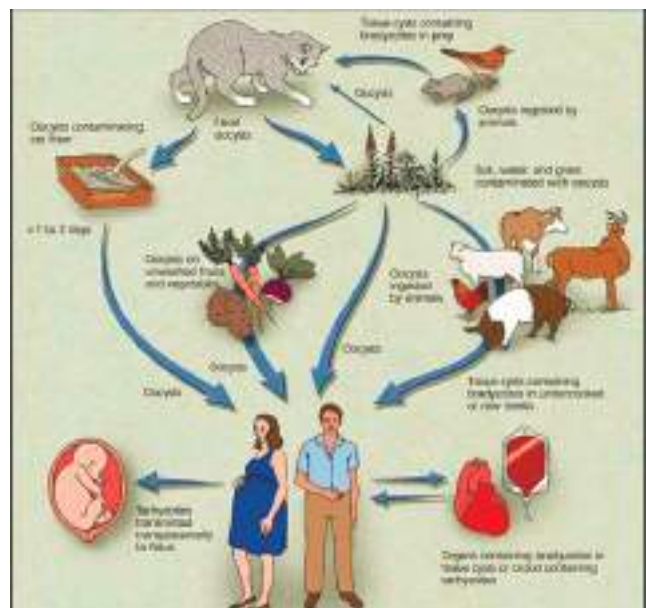 Tissue cysts containing
bradyzoites in prey
Oocysts
Oocysts ingested by
animals
Oocysts contaminating
cat litter
Fecal
oocysts
Soil, water, and grass
contaminated with oocysts
1 to 2 days
Oocysts on
unwashed fruits
and vegetables
Oocysts
ingested
by animals
Oocysts
Oocysts
Oocysts
Tissue cysts containing
bradyzoites in undercooked
or raw
Tachyzoites
transmitted
transplacentally
to fetus
Organs containing bradyzoites in
tissue cysts or blood containing
tachyzoites